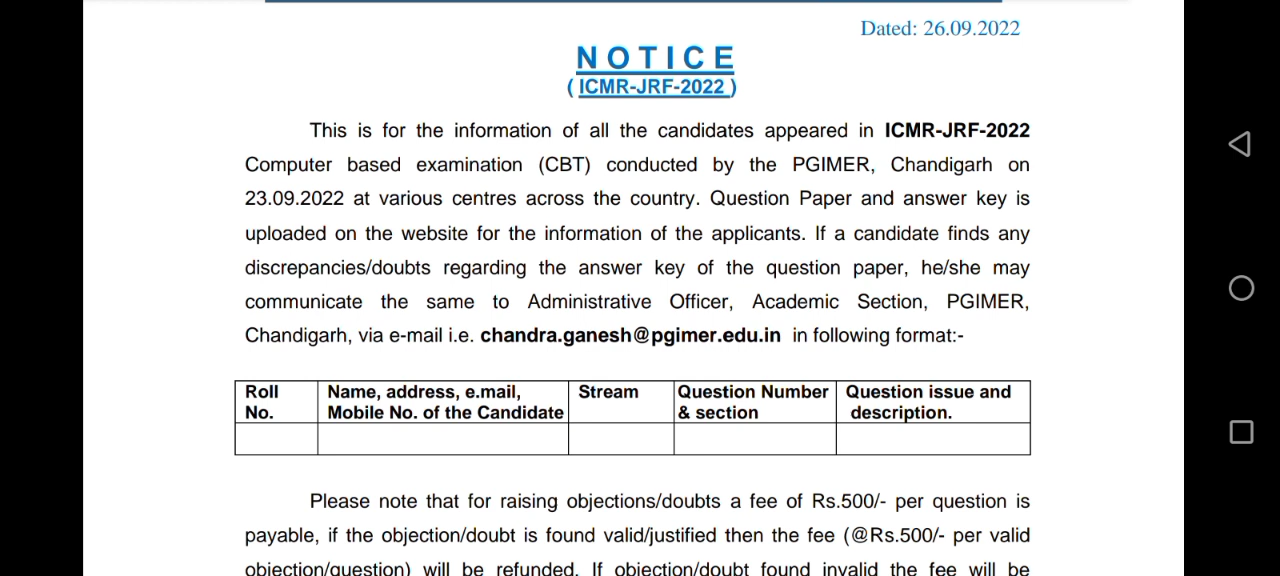 Dated: 26.09.2022
N O T I C E
( ICMR-JRF-2022 )
This is for the information of all the candidates appeared in ICMR-JRF-2022
Computer based examination (CBT) conducted by the PGIMER, Chandigarh on
23.09.2022 at various centres across the country. Question Paper and answer key is
uploaded on the website for the information of the applicants. If a candidate finds any
discrepancies/doubts regarding the answer key of the question paper, he/she may
communicate the same to Administrative Officer, Academic Section, PGIMER,
Chandigarh, via e-mail i.e. chandra.ganesh@pgimer.edu.in in following format:-
Roll No. Name, address, e.mail, Mobile No. of the Candidate Stream Question Number & section Question issue and description.
Please note that for raising objections/doubts a fee of Rs.500/- per question is
payable, if the objection/doubt is found valid/justified then the fee (@Rs.500/- per valid
objection/question) will be refunded. If objection/doubt found invalid the fee will be